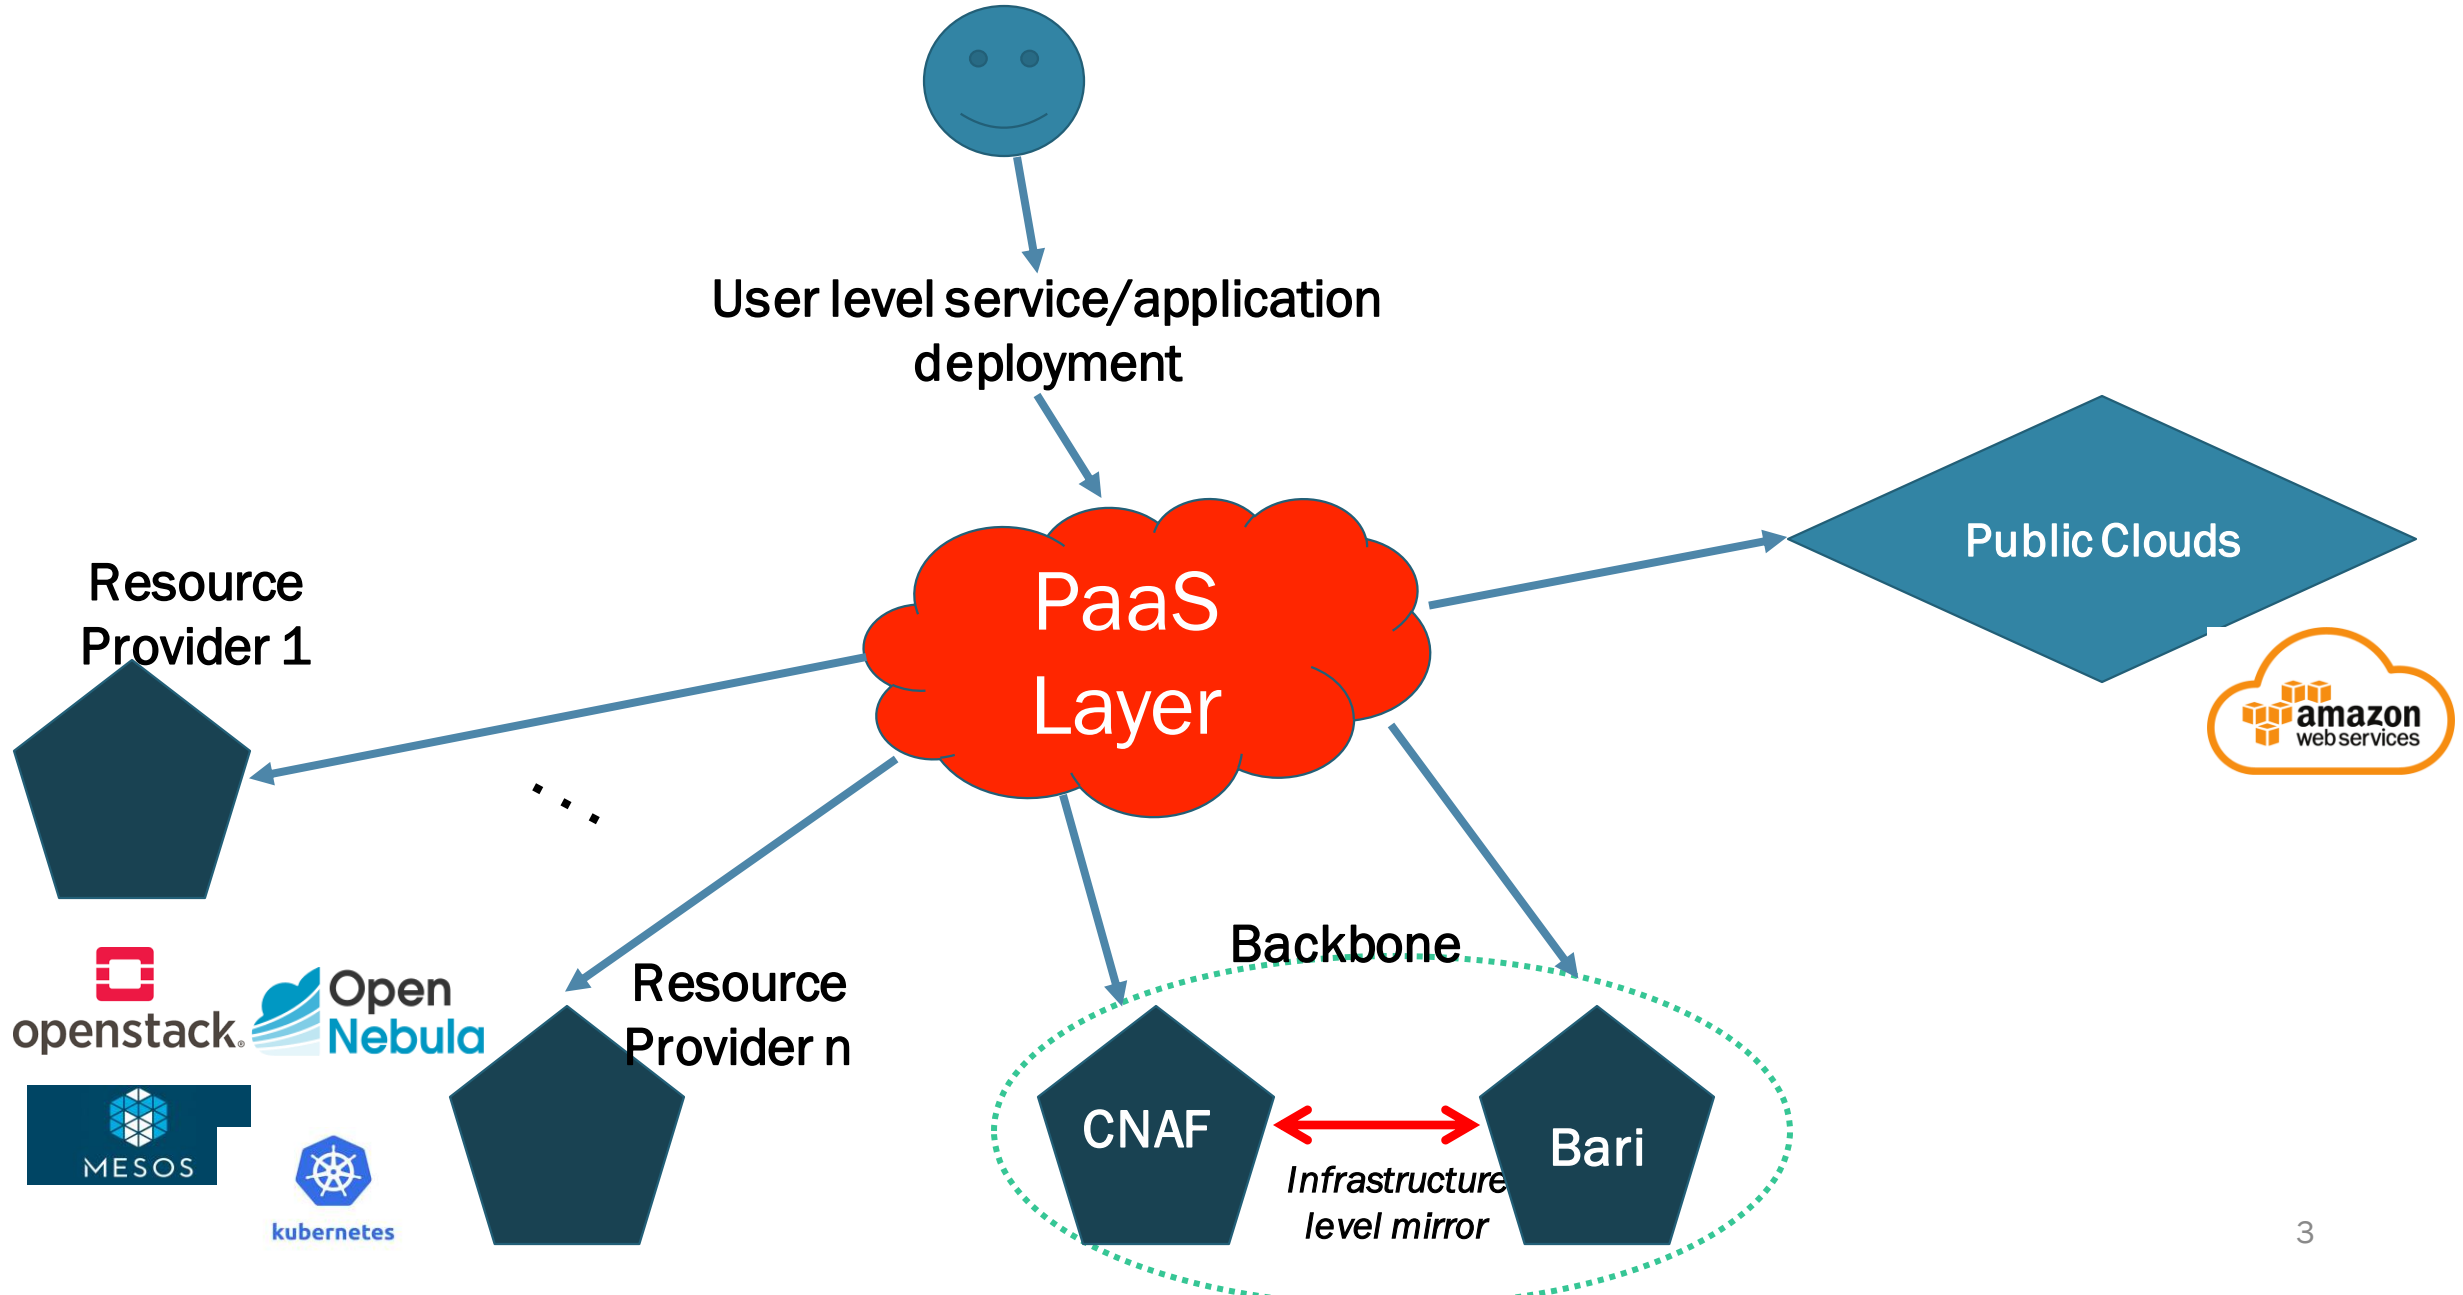 User level service/application
deployment
Public Clouds
PaaS
Layer
Resource
Provider 1
amazon
web services
Backbone
Resource
Provider n
openstack®
Open
Nebula
MESOS
kubernetes
CNAF
Bari
Infrastructure
level mirror
3